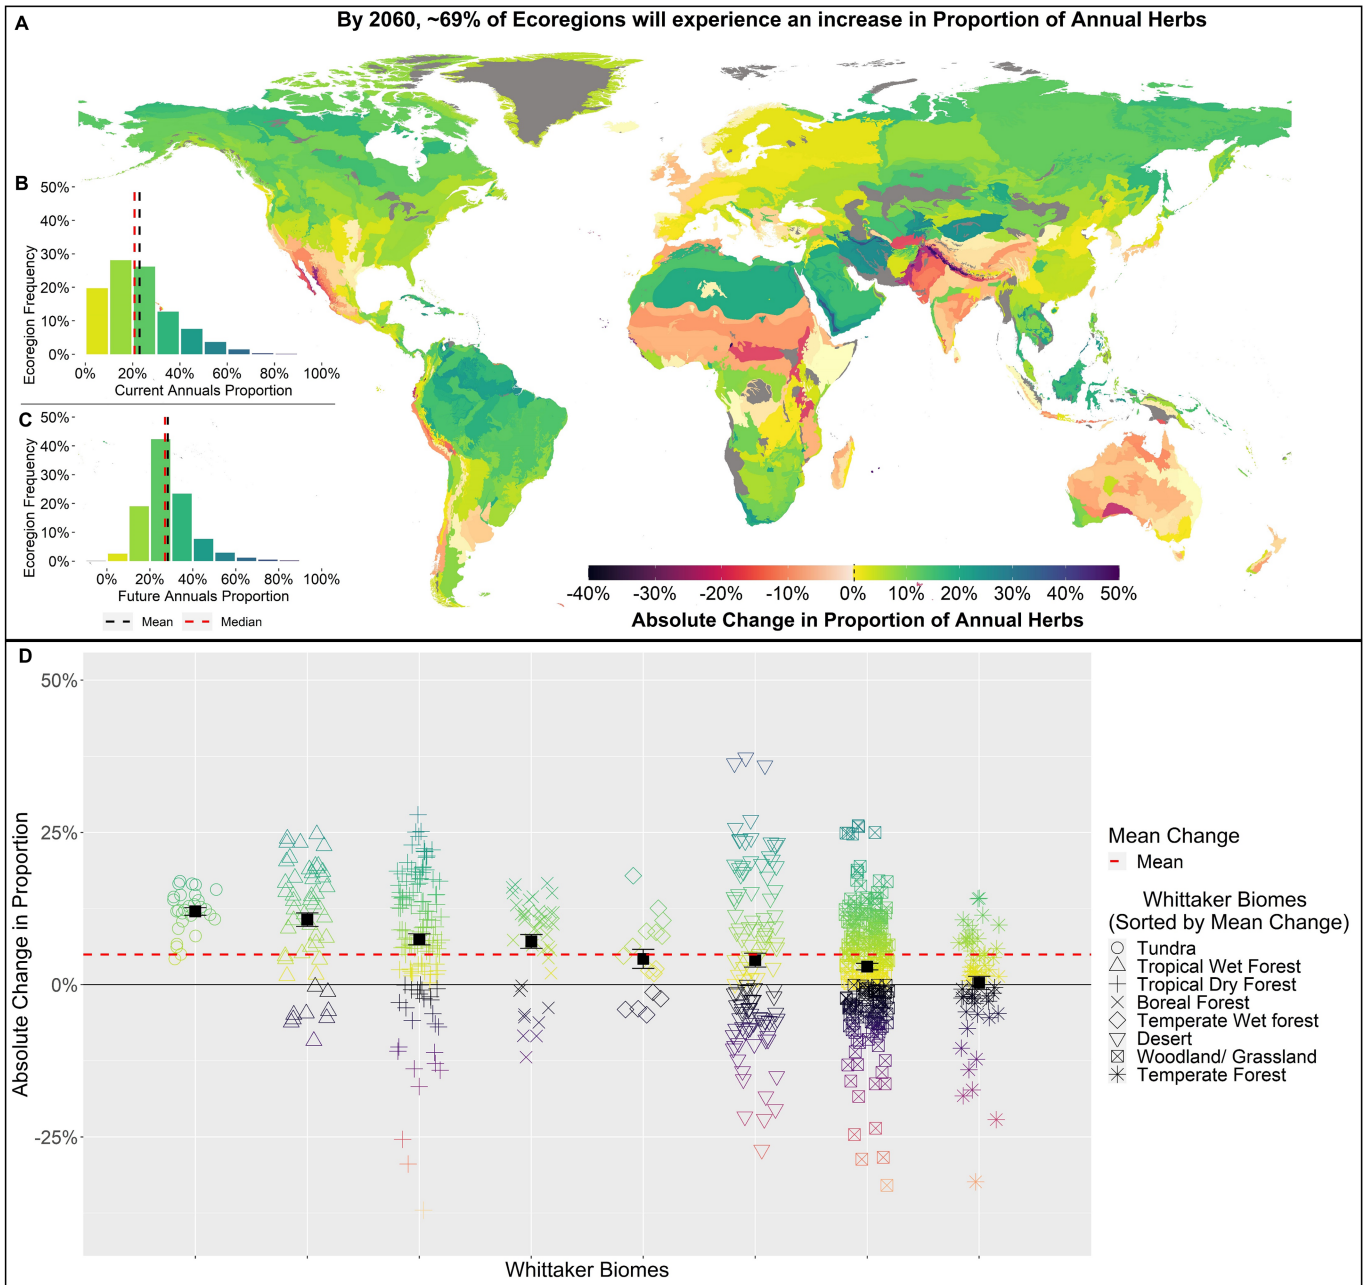 A
By 2060, ~69% of Ecoregions will experience an increase in Proportion of Annual Herbs
B
50%
40%
30%
20%
10%
0%
Ecoregion Frequency
0% 20% 40% 60% 80% 100%
Current Annuals Proportion
C
50%
40%
30%
20%
10%
0%
Ecoregion Frequency
0% 20% 40% 60% 80% 100%
Future Annuals Proportion
Mean Median
-40% -30% -20% -10% 0% 10% 20% 30% 40% 50%
Absolute Change in Proportion of Annual Herbs
D
50%
25%
0%
-25%
Absolute Change in Proportion
Whittaker Biomes
Mean Change
Mean
Whittaker Biomes
(Sorted by Mean Change)
Tundra
Tropical Wet Forest
Tropical Dry Forest
Boreal Forest
Temperate Wet forest
Desert
Woodland/ Grassland
Temperate Forest